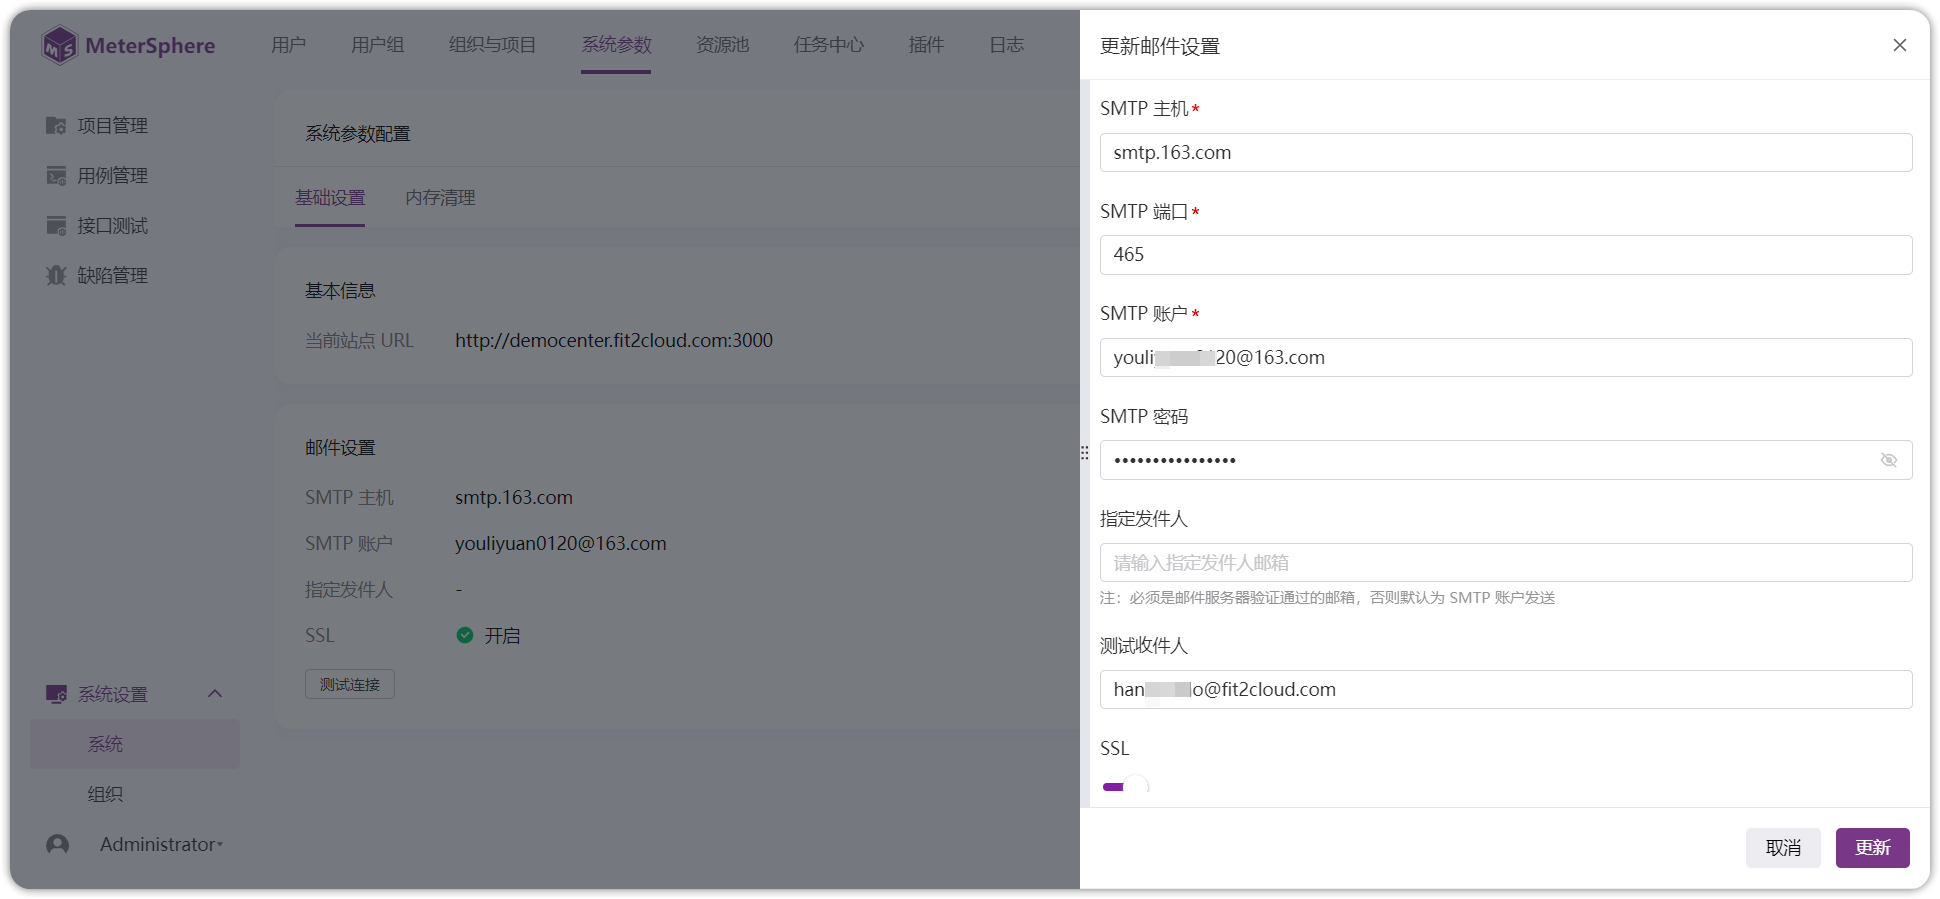 MeterSphere
用户
用户组
组织与项目
系统参数
资源池
任务中心
插件
日志
项目管理
用例管理
接口测试
缺陷管理
系统设置
系统
组织
Administrator
系统参数配置
基础设置
内存清理
基本信息
当前站点 URL
http://democenter.fit2cloud.com:3000
邮件设置
SMTP 主机
smtp.163.com
SMTP 账户
youliyuan0120@163.com
指定发件人
-
SSL
开启
测试连接
更新邮件设置
SMTP 主机*
smtp.163.com
SMTP 端口*
465
SMTP 账户*
youli 20@163.com
SMTP 密码
••••••••••••••••
指定发件人
请输入指定发件人邮箱
注：必须是邮件服务器验证通过的邮箱，否则默认为 SMTP 账户发送
测试收件人
han o@fit2cloud.com
SSL
取消
更新